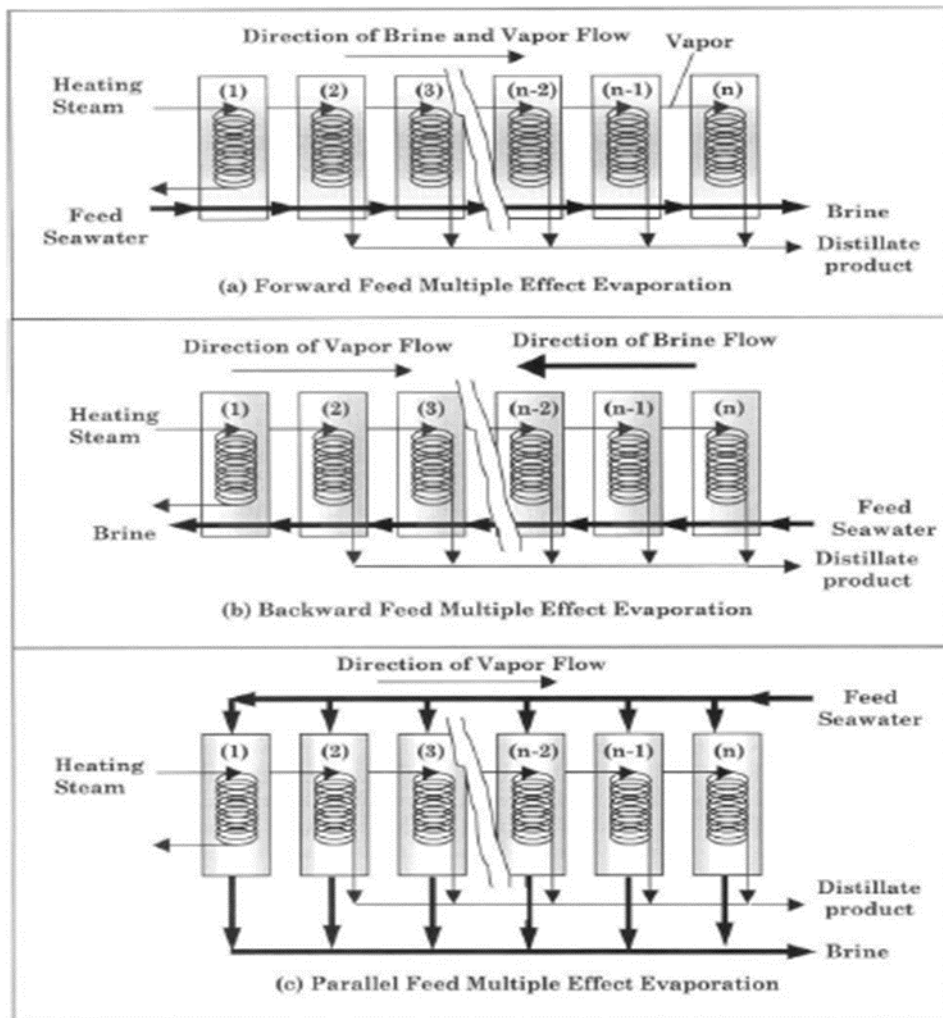 Direction of Brine and Vapor Flow
Vapor
Heating
Steam
(1)
(2)
(3)
(n-2)
(n-1)
(n)
Feed
Seawater
Brine
Distillate
product
(a) Forward Feed Multiple Effect Evaporation
Direction of Vapor Flow
Direction of Brine Flow
Heating
Steam
(1)
(2)
(3)
(n-2)
(n-1)
(n)
Brine
Feed
Seawater
Distillate
product
(b) Backward Feed Multiple Effect Evaporation
Direction of Vapor Flow
Feed
Seawater
Heating
Steam
(1)
(2)
(3)
(n-2)
(n-1)
(n)
Distillate
product
Brine
(c) Parallel Feed Multiple Effect Evaporation